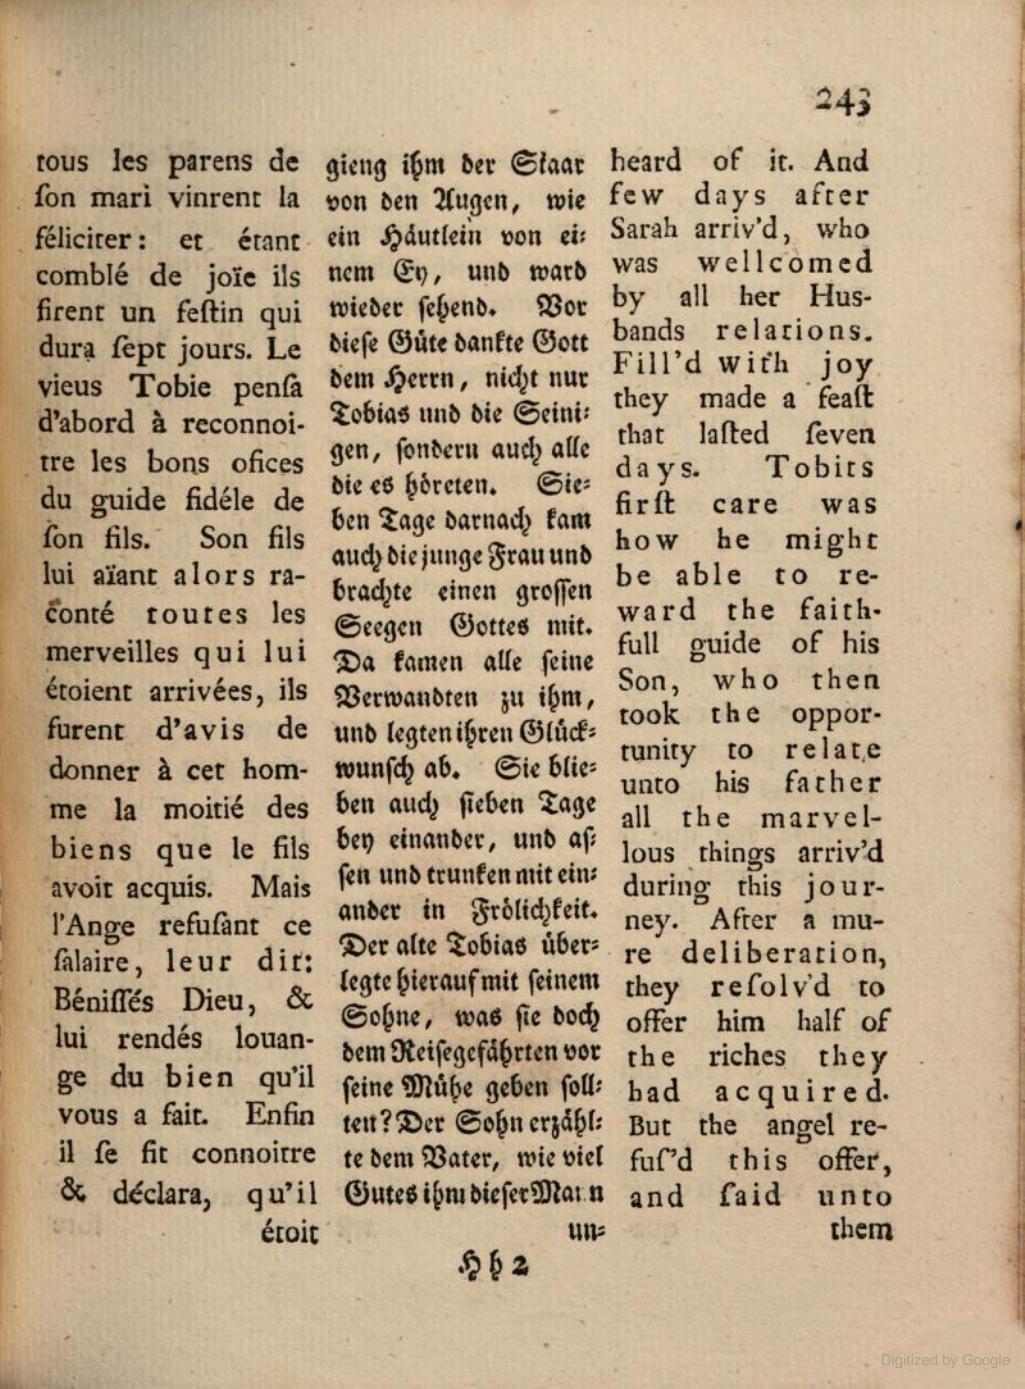 243
tous les parens de
ſon mari vinrent la
féliciter: et étant
comblé de joïe ils
firent un feſtin qui
dura ſept jours. Le
vieus Tobie penſa
d'abord à reconnoi-
tre les bons ofices
du guide fidéle de
ſon fils. Son fils
lui aïant alors ra-
conté toutes les
merveilles qui lui
étoient arrivées, ils
furent d'avis de
donner à cet hom-
me la moitié des
biens que le fils
avoit acquis. Mais
l'Ange refuſant ce
ſalaire, leur dit:
Béniſſés Dieu, &
lui rendés louan-
ge du bien qu'il
vous a fait. Enfin
il ſe fit connoitre
& déclara, qu'il
étoit
gieng ihm der Staar
von den Augen, wie
ein Häutlein von ei-
nem Ey, und ward
wieder ſehend. Vor
dieſe Güte dankte Gott
dem Herrn, nicht nur
Tobias und die Seini-
gen, ſondern auch alle
die es höreten. Sie-
ben Tage darnach kam
auch die junge Frau und
brachte einen groſſen
Seegen Gottes mit.
Da kamen alle ſeine
Verwandten zu ihm,
und legten ihren Glück-
wunſch ab. Sie blie-
ben auch ſieben Tage
bey einander, und aſ-
ſen und trunken mit ein-
ander in Frölichkeit.
Der alte Tobias über-
legte hierauf mit ſeinem
Sohne, was ſie doch
dem Reiſegefährten vor
ſeine Mühe geben ſoll-
ten? Der Sohn erzähl-
te dem Vater, wie viel
Gutes ihm dieſer Mann
un-
heard of it. And
few days after
Sarah arriv'd, who
was wellcomed
by all her Hus-
bands relations.
Fill'd with joy
they made a feaſt
that laſted ſeven
days. Tobits
firſt care was
how he might
be able to re-
ward the faith-
full guide of his
Son, who then
took the oppor-
tunity to relate
unto his father
all the marvel-
lous things arriv'd
during this jour-
ney. After a mu-
re deliberation,
they reſolv'd to
offer him half of
the riches they
had acquired.
But the angel re-
fuſ'd this offer,
and ſaid unto
them
Hh 2
Digitized by Google